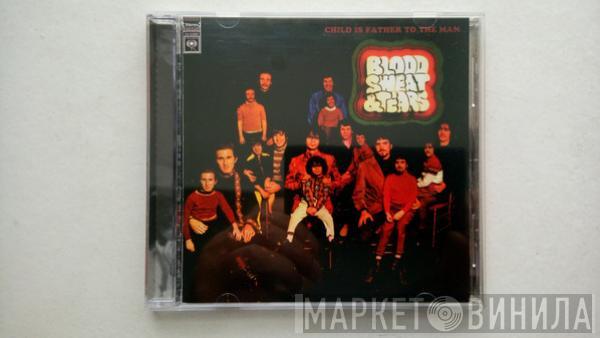 CHILD IS FATHER TO THE MAN
BLOOD
SWEAT
& TEARS
МАРКЕТ ВИНИЛА